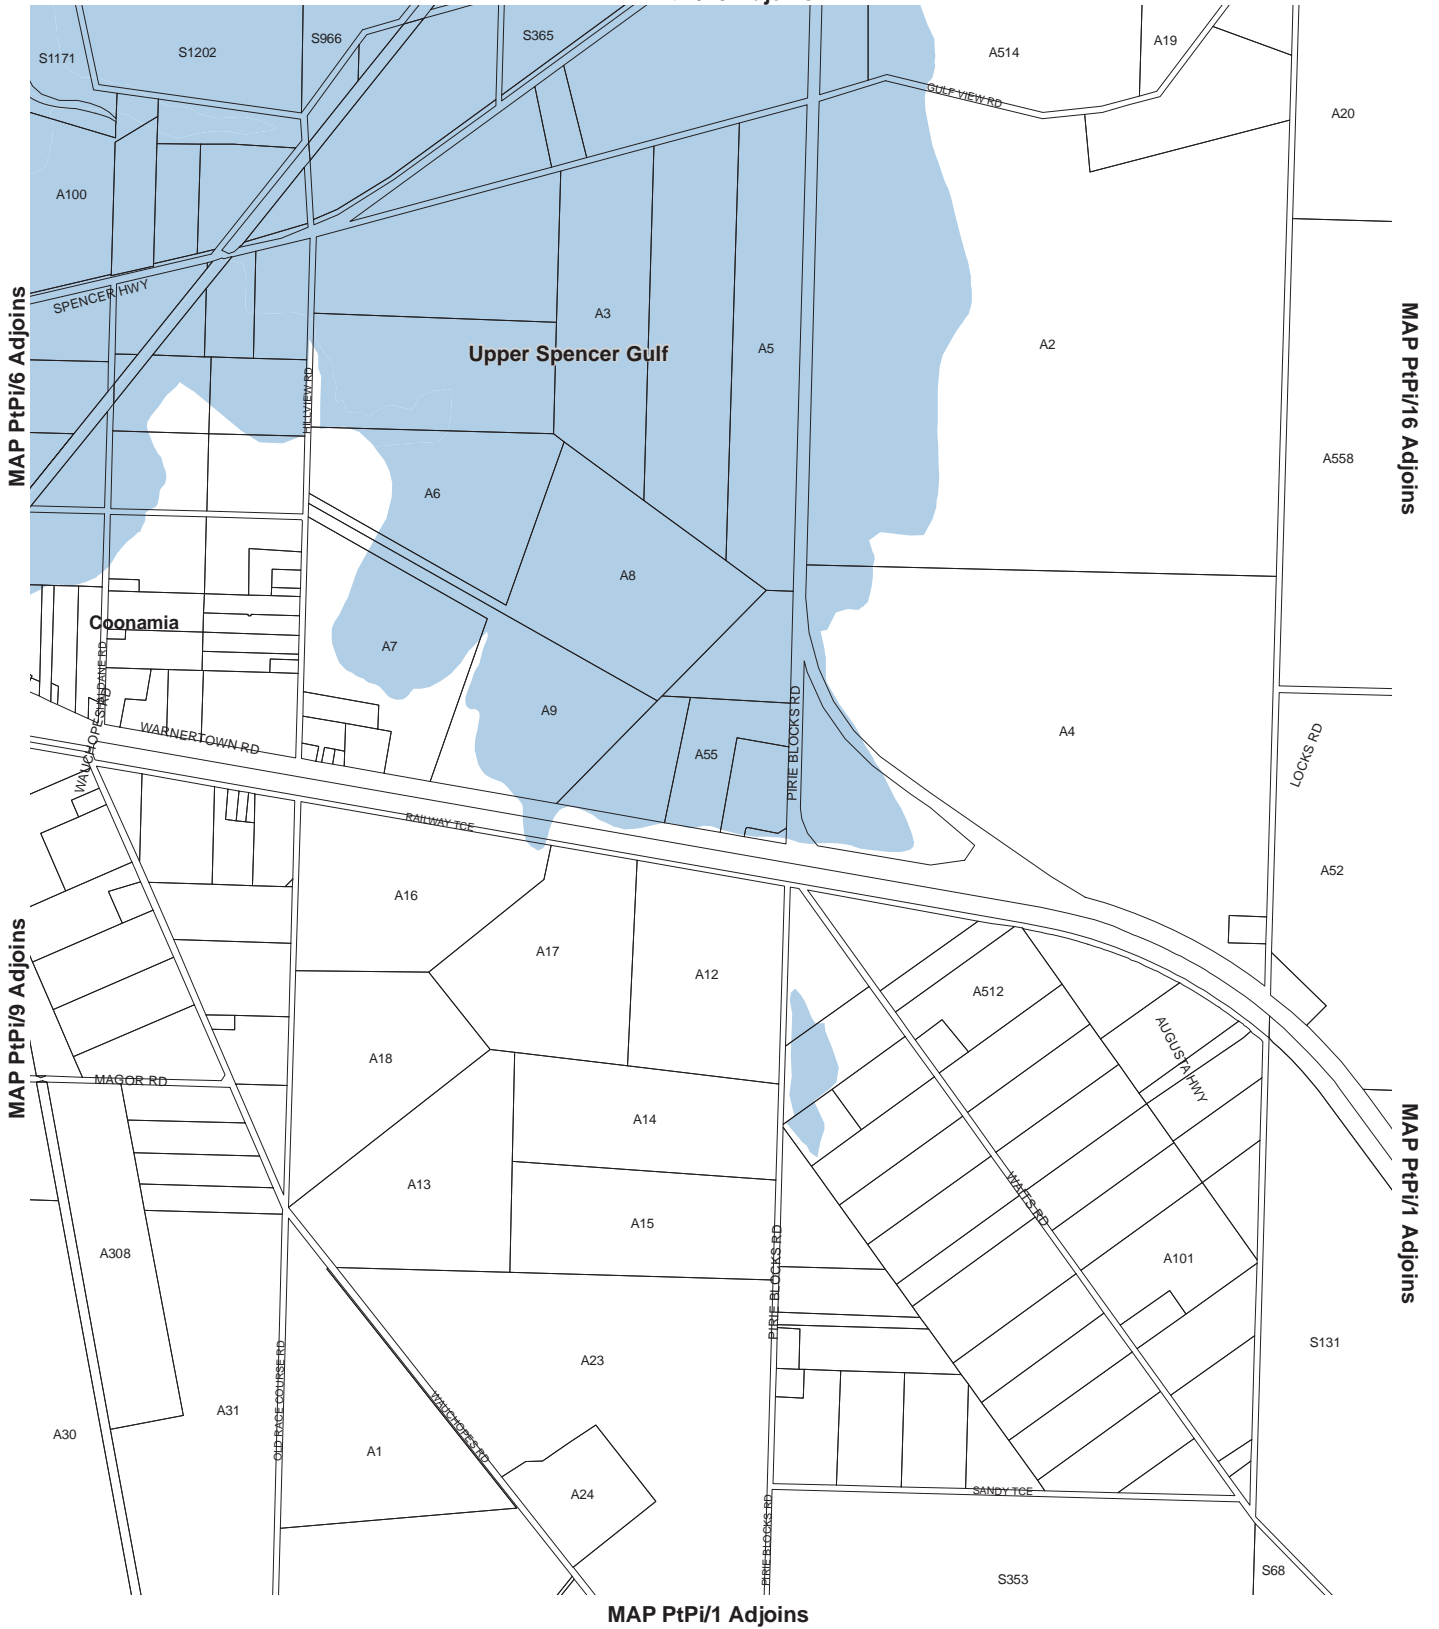 S1171
S1202
S966
S365
A514
A19
GULF VIEW RD
A20
A100
SPENCER HWY
MAP PtPi/6 Adjoins
A3
Upper Spencer Gulf
A5
A2
MAP PtPi/16 Adjoins
HILLVIEW RD
A558
A6
A8
Coonamia
A7
HALDANE RD
WAUCHOPES RD
WARNERTOWN RD
A9
A55
PIRIE BLOCKS RD
A4
LOCKS RD
RAILWAY TCE
A52
A16
A17
A12
A512
MAP PtPi/9 Adjoins
A18
AUGUSTA HWY
MAGOR RD
A14
A13
A15
WAITS RD
MAP PtPi/1 Adjoins
A308
A101
PIRIE BLOCKS RD
S131
A23
OLD RACE COURSE RD
WAUCHOPES RD
A31
A30
A1
A24
SANDY TCE
PIRIE BLOCKS RD
S353
S68
MAP PtPi/1 Adjoins